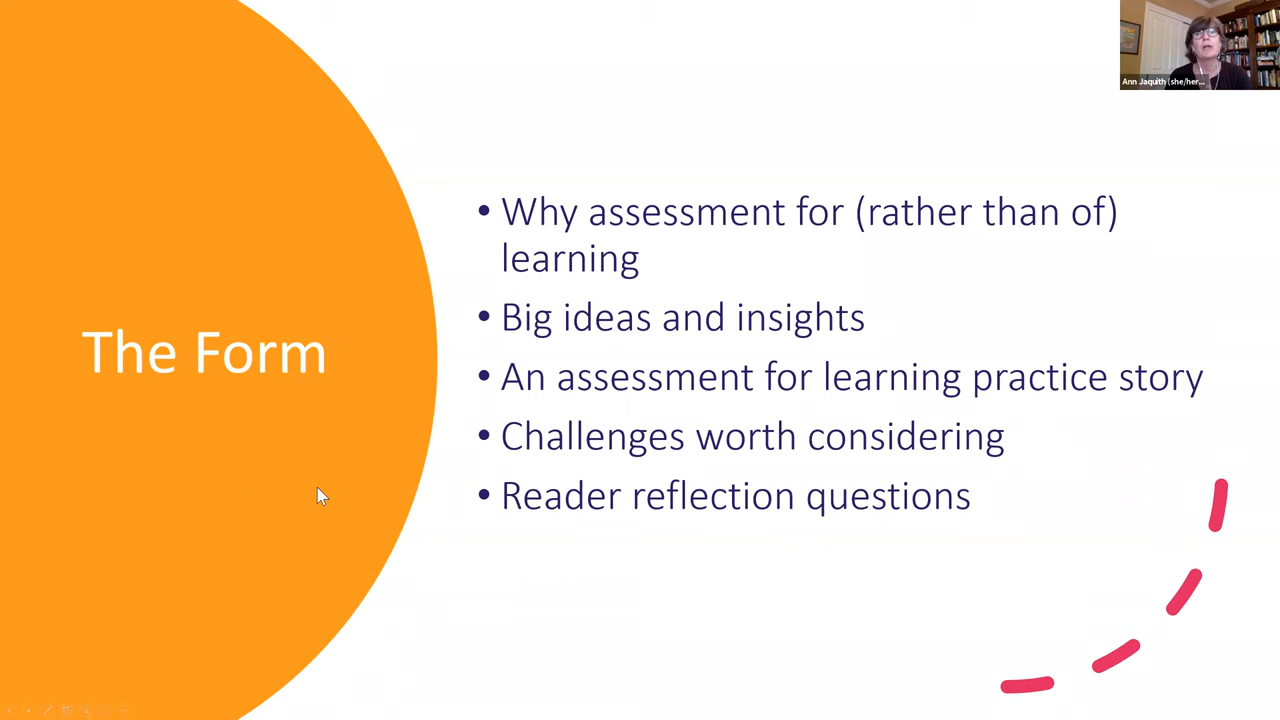 Ann Jaquith (she/her...
The Form
• Why assessment for (rather than of)
learning
• Big ideas and insights
• An assessment for learning practice story
• Challenges worth considering
• Reader reflection questions